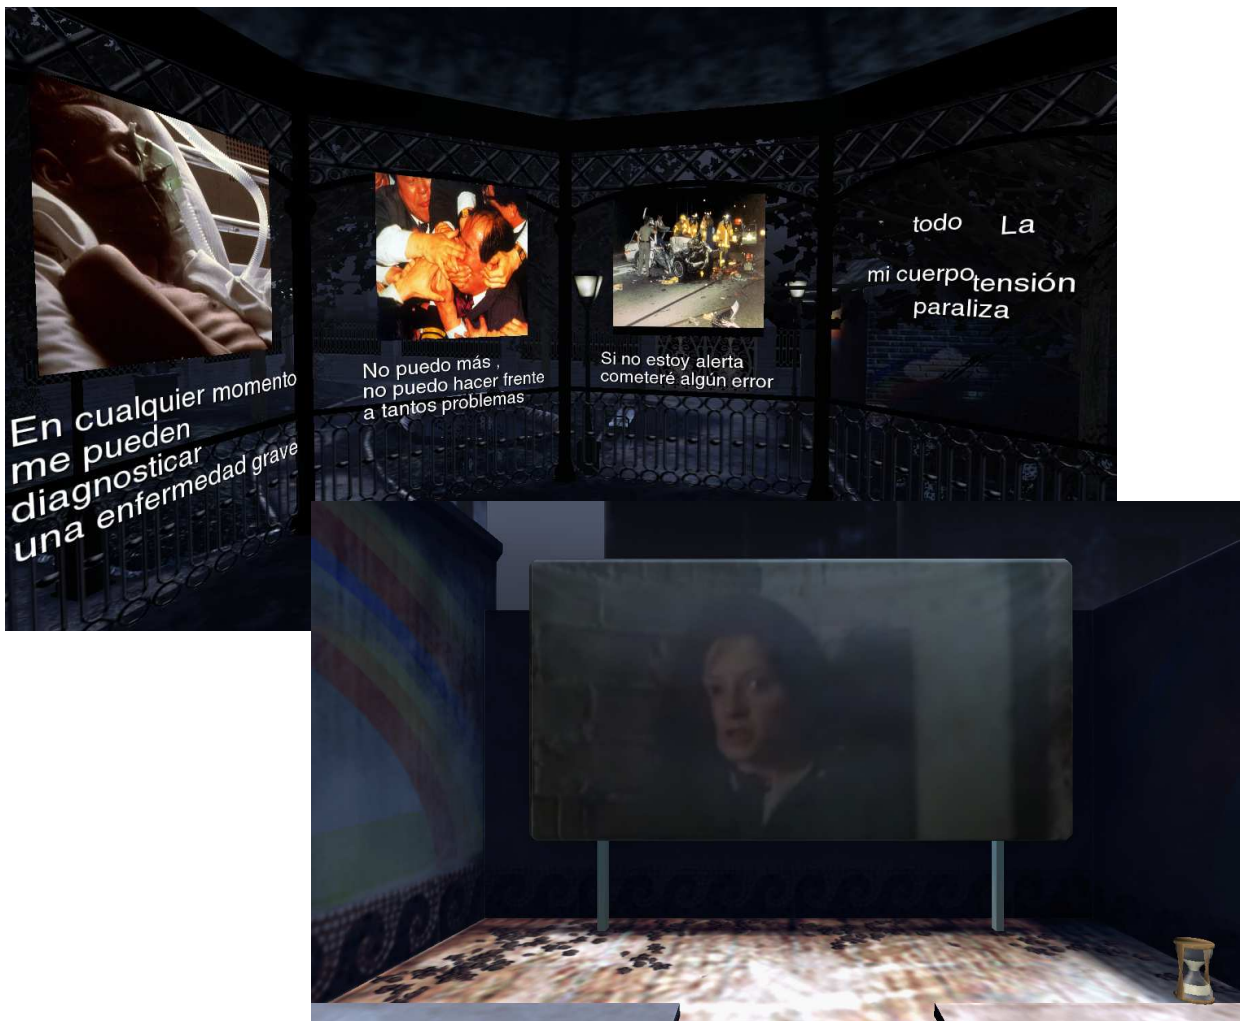 En cualquier momento
me pueden
diagnosticar
una enfermedad grave
No puedo más ,
no puedo hacer frente
a tantos problemas
Si no estoy alerta
cometeré algún error
todo La
mi cuerpo tensión
paraliza